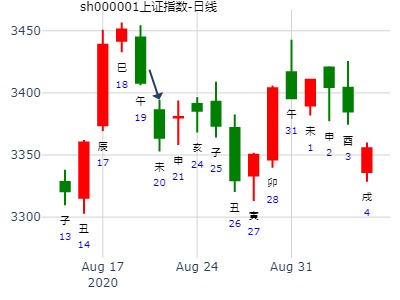 sh000001上证指数-日线
3450
3400
3350
3300
子
13
丑
14
辰
17
巳
18
午
19
未
20
申
21
亥
24
子
25
丑
26
寅
27
卯
28
午
31
未
1
申
2
酉
3
戌
4
Aug 17
2020
Aug 24
Aug 31